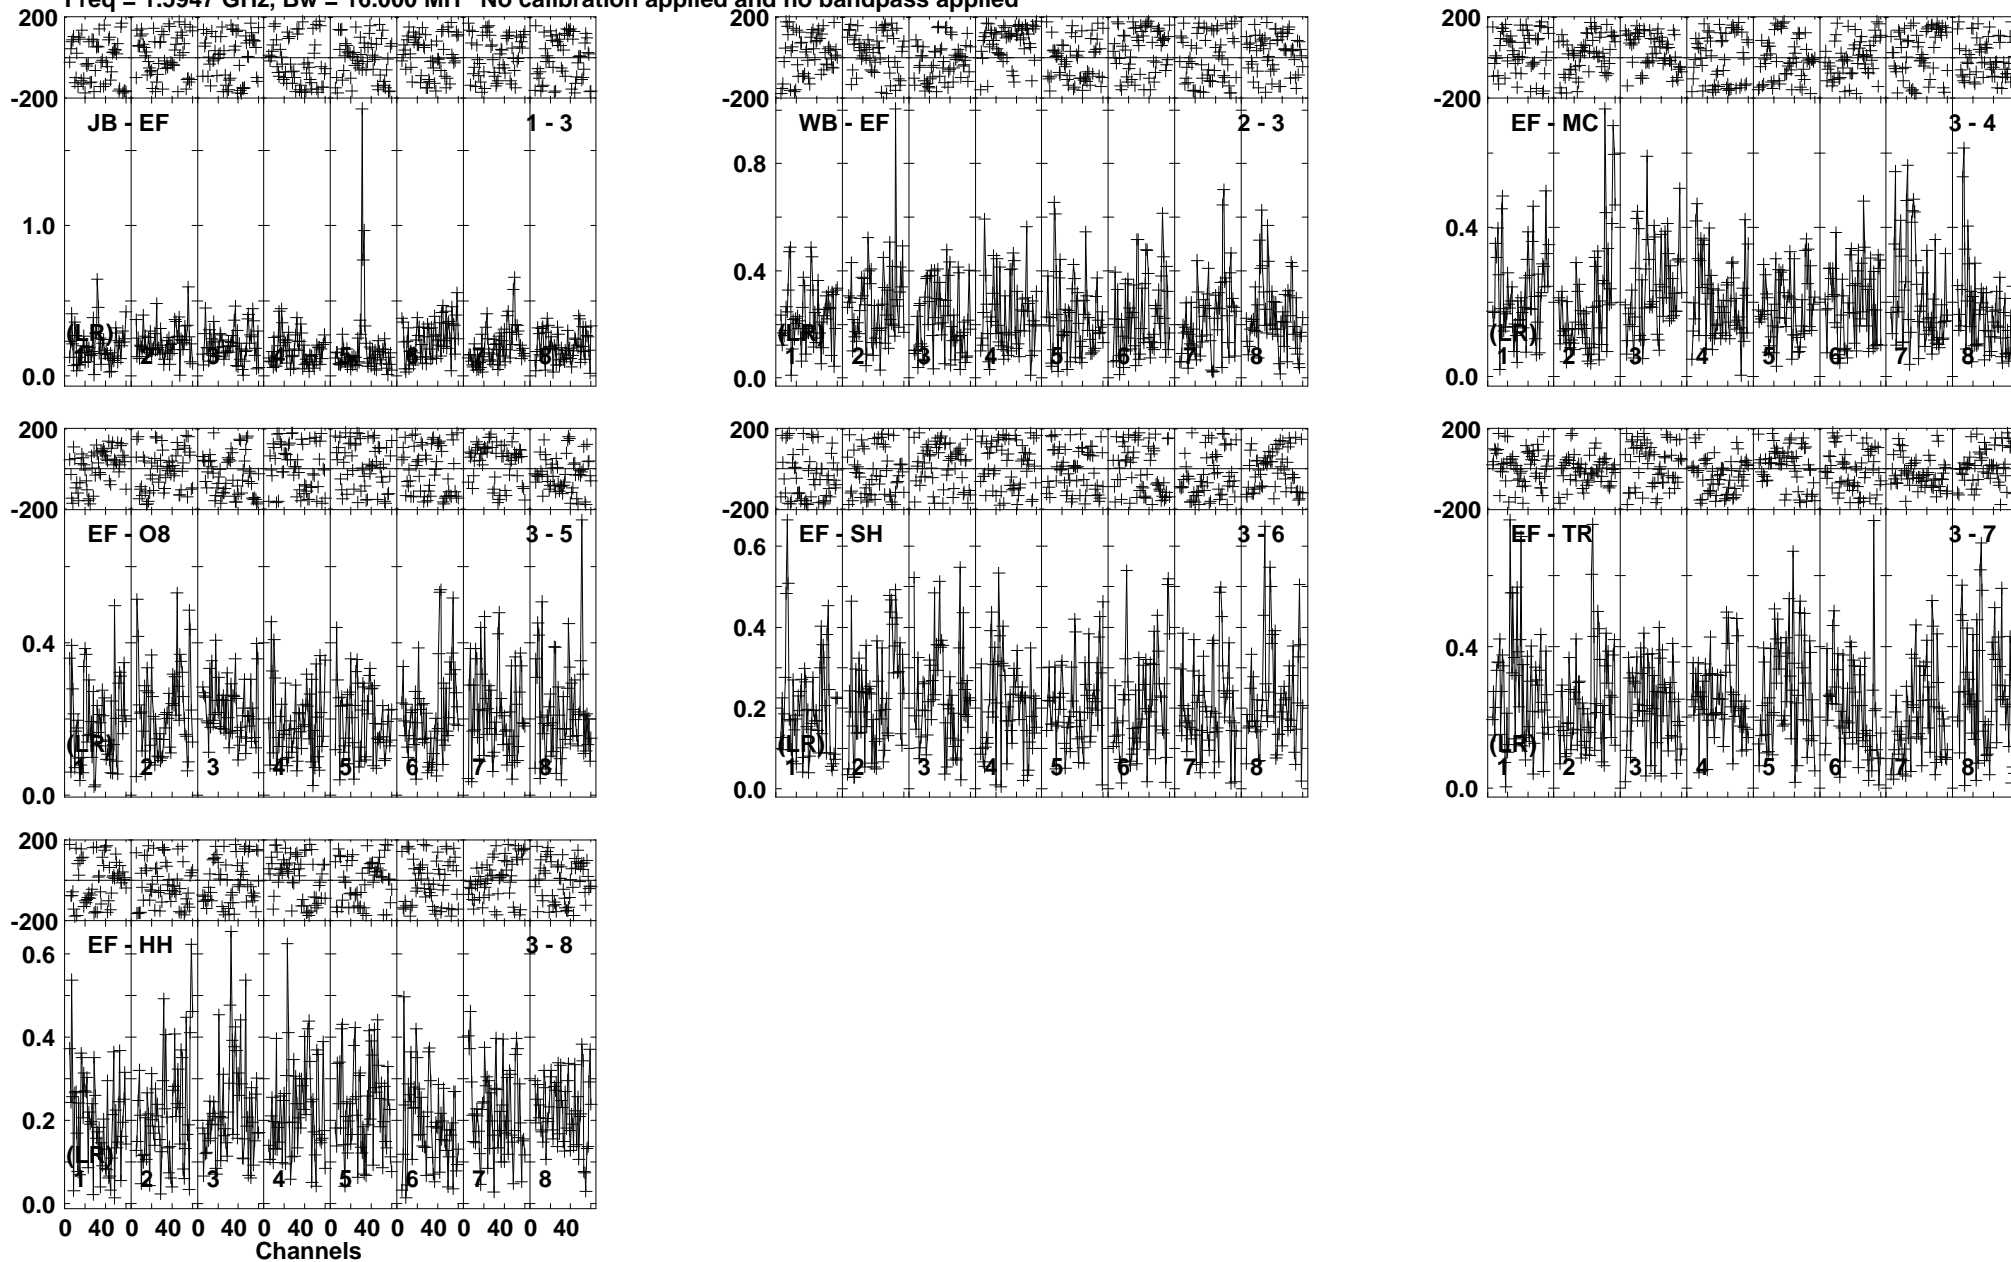 Freq = 1.5947 GHz, Bw = 16.000 MH No calibration applied and no bandpass applied
200
-200
JB - EF 1 - 3
1.0
(LR)
1 2 3 4 5 6 7 8
0.0
200
-200
WB - EF 2 - 3
0.8
0.4
(LR)
1 2 3 4 5 6 7 8
0.0
200
-200
EF - MC 3 - 4
0.4
(LR)
1 2 3 4 5 6 7 8
0.0
200
-200
EF - O8 3 - 5
0.4
(LR)
1 2 3 4 5 6 7 8
0.0
200
-200
EF - SH 3 - 6
0.6
0.4
0.2
(LR)
1 2 3 4 5 6 7 8
0.0
200
-200
EF - TR 3 - 7
0.4
(LR)
1 2 3 4 5 6 7 8
0.0
200
-200
EF - HH 3 - 8
0.6
0.4
0.2
(LR)
1 2 3 4 5 6 7 8
0.0
0 40 0 40 0 40 0 40 0 40 0 40 0 40 0 40
Channels